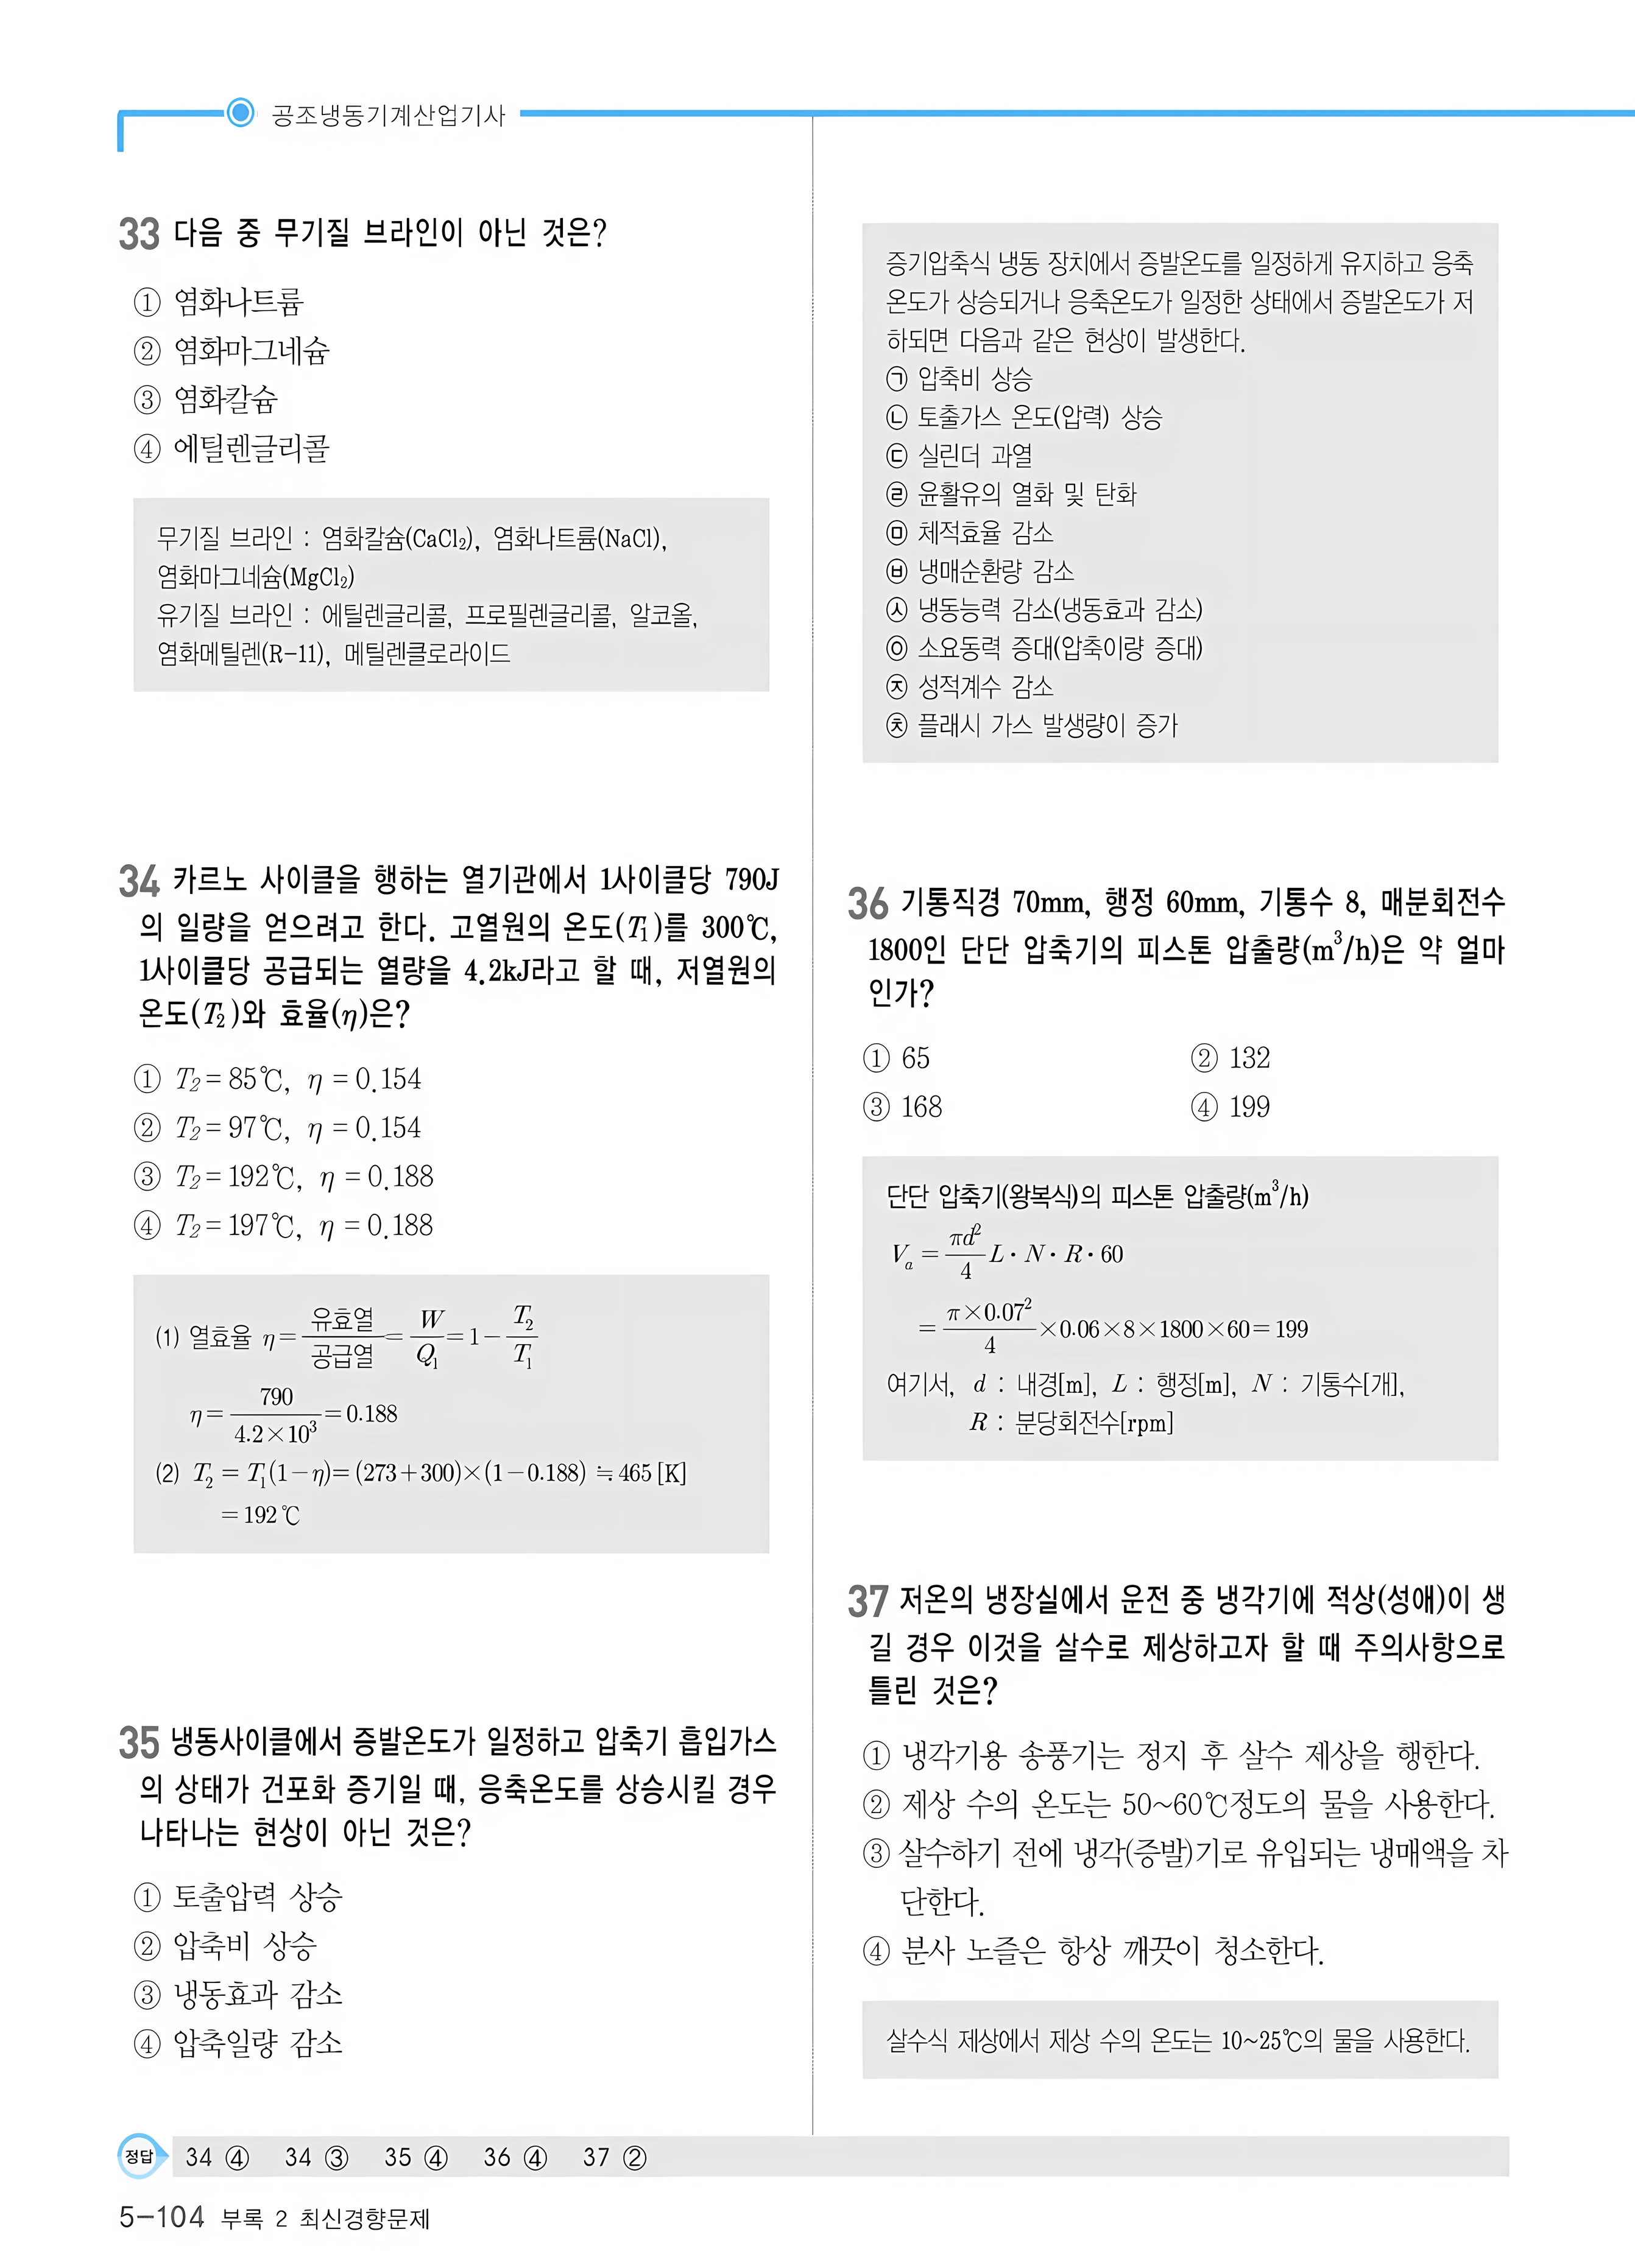 공조냉동기계산업기사
33 다음 중 무기질 브라인이 아닌 것은?
① 염화나트륨
② 염화마그네슘
③ 염화칼슘
④ 에틸렌글리콜
무기질 브라인 : 염화칼슘(CaCl₂), 염화나트륨(NaCl),
염화마그네슘(MgCl₂)
유기질 브라인 : 에틸렌글리콜, 프로필렌글리콜, 알코올,
염화메틸렌(R-11), 메틸렌클로라이드
34 카르노 사이클을 행하는 열기관에서 1사이클당 790J
의 일량을 얻으려고 한다. 고열원의 온도(T₁)를 300℃,
1사이클당 공급되는 열량을 4.2kJ라고 할 때, 저열원의
온도(T₂)와 효율(η)은?
① T₂=85℃, η=0.154
② T₂=97℃, η=0.154
③ T₂=192℃, η=0.188
④ T₂=197℃, η=0.188
(1) 열효율 η = 유효열/공급열 = W/Q₁ = 1 − T₂/T₁
η = 790/(4.2×10³) = 0.188
(2) T₂ = T₁(1−η) = (273+300)×(1−0.188) ≒ 465 [K]
= 192℃
35 냉동사이클에서 증발온도가 일정하고 압축기 흡입가스
의 상태가 건포화 증기일 때, 응축온도를 상승시킬 경우
나타나는 현상이 아닌 것은?
① 토출압력 상승
② 압축비 상승
③ 냉동효과 감소
④ 압축일량 감소
증기압축식 냉동 장치에서 증발온도를 일정하게 유지하고 응축
온도가 상승되거나 응축온도가 일정한 상태에서 증발온도가 저
하되면 다음과 같은 현상이 발생한다.
㉠ 압축비 상승
㉡ 토출가스 온도(압력) 상승
㉢ 실린더 과열
㉣ 윤활유의 열화 및 탄화
㉤ 체적효율 감소
㉥ 냉매순환량 감소
㉦ 냉동능력 감소(냉동효과 감소)
㉧ 소요동력 증대(압축이량 증대)
㉨ 성적계수 감소
㉩ 플래시 가스 발생량이 증가
36 기통직경 70mm, 행정 60mm, 기통수 8, 매분회전수
1800인 단단 압축기의 피스톤 압출량(m³/h)은 약 얼마
인가?
① 65 ② 132
③ 168 ④ 199
단단 압축기(왕복식)의 피스톤 압출량(m³/h)
Vₐ = πd²/4 L · N · R · 60
= π×0.07²/4 ×0.06×8×1800×60=199
여기서, d : 내경[m], L : 행정[m], N : 기통수[개],
R : 분당회전수[rpm]
37 저온의 냉장실에서 운전 중 냉각기에 적상(성애)이 생
길 경우 이것을 살수로 제상하고자 할 때 주의사항으로
틀린 것은?
① 냉각기용 송풍기는 정지 후 살수 제상을 행한다.
② 제상 수의 온도는 50~60℃정도의 물을 사용한다.
③ 살수하기 전에 냉각(증발)기로 유입되는 냉매액을 차
단한다.
④ 분사 노즐은 항상 깨끗이 청소한다.
살수식 제상에서 제상 수의 온도는 10~25℃의 물을 사용한다.
정답 34 ④ 34 ③ 35 ④ 36 ④ 37 ②
5-104 부록 2 최신경향문제